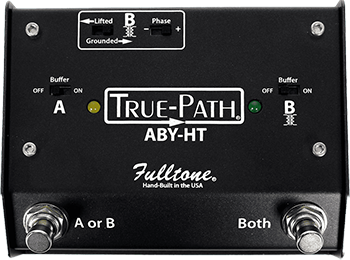 Lifted B Phase
- +
Grounded
Buffer
OFF ON
A
TRUE-PATH®
ABY-HT
Buffer
OFF ON
B
Fulltone®
Hand-Built in the USA
A or B
Both